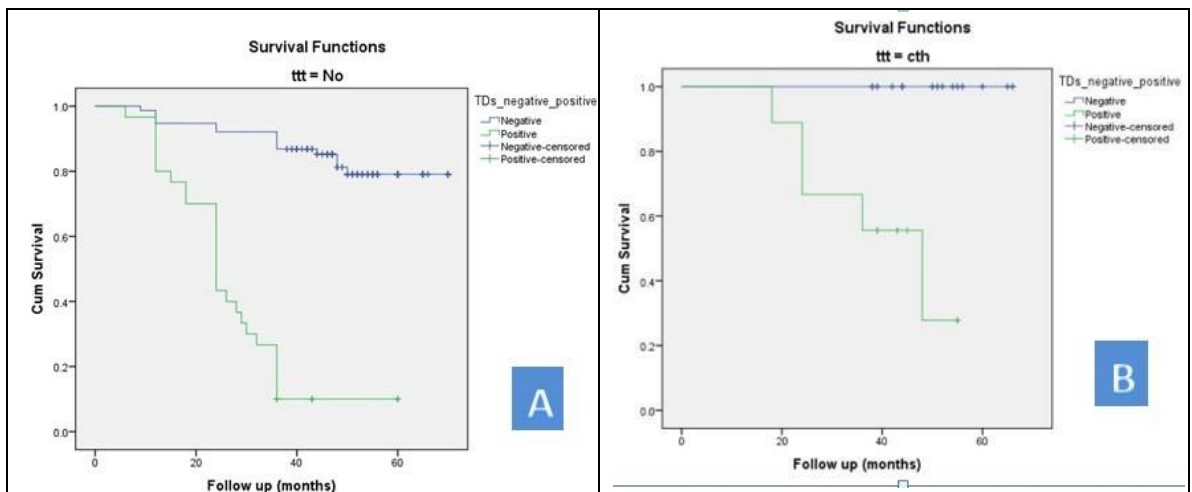 Survival Functions
ttt = No
TDs_negative_positive
Negative
Positive
Negative-censored
Positive-censored
1.0
0.8
0.6
0.4
0.2
0.0
Cum Survival
0
20
40
60
Follow up (months)
A
Survival Functions
ttt = cth
TDs_negative_positive
Negative
Positive
Negative-censored
Positive-censored
1.0
0.8
0.6
0.4
0.2
0.0
Cum Survival
0
20
40
60
Follow up (months)
B